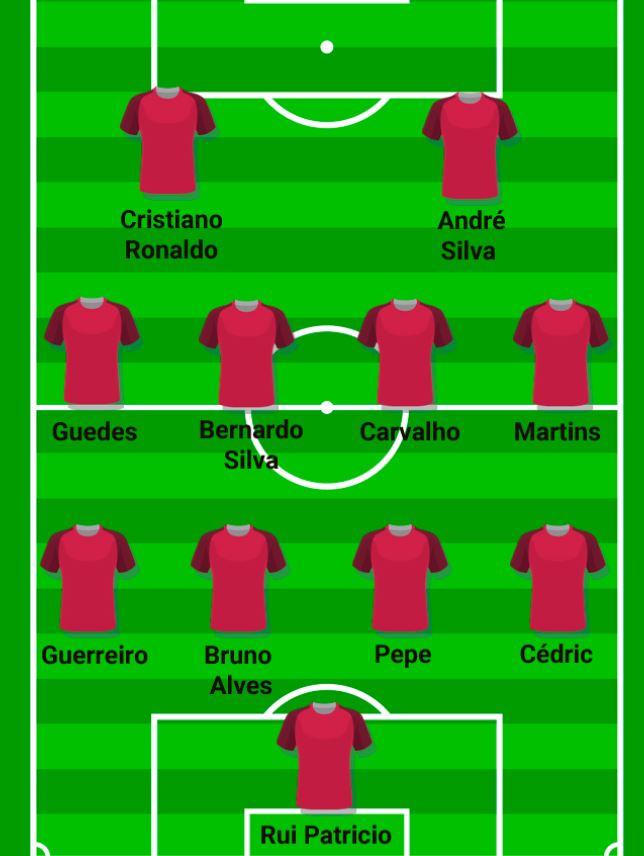 Cristiano
Ronaldo
André
Silva
Guedes
Bernardo
Silva
Carvalho
Martins
Guerreiro
Bruno
Alves
Pepe
Cédric
Rui Patricio